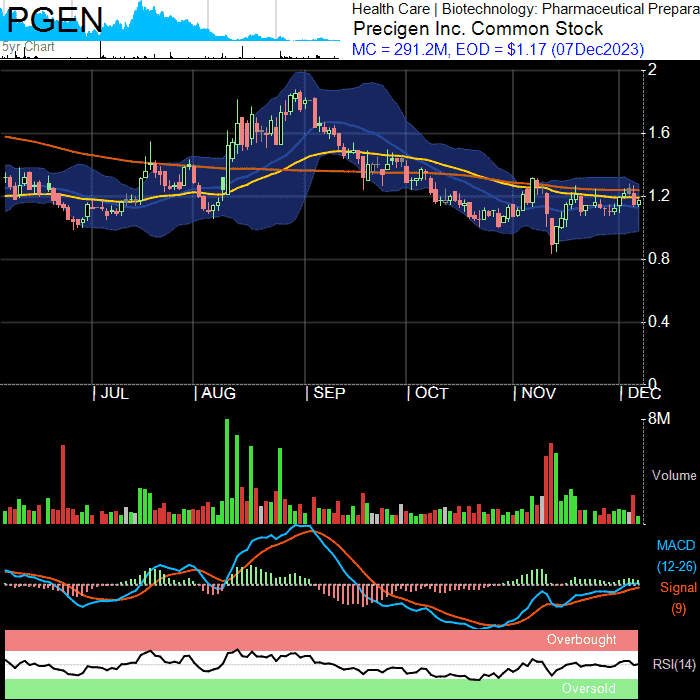 PGEN
5yr Chart
Health Care | Biotechnology: Pharmaceutical Prepara
Precigen Inc. Common Stock
MC = 291.2M, EOD = $1.17 (07Dec2023)
2
1.6
1.2
0.8
0.4
0
| JUL | AUG | SEP | OCT | NOV | DEC
8M
Volume
MACD
(12-26)
Signal
(9)
Overbought
RSI(14)
Oversold